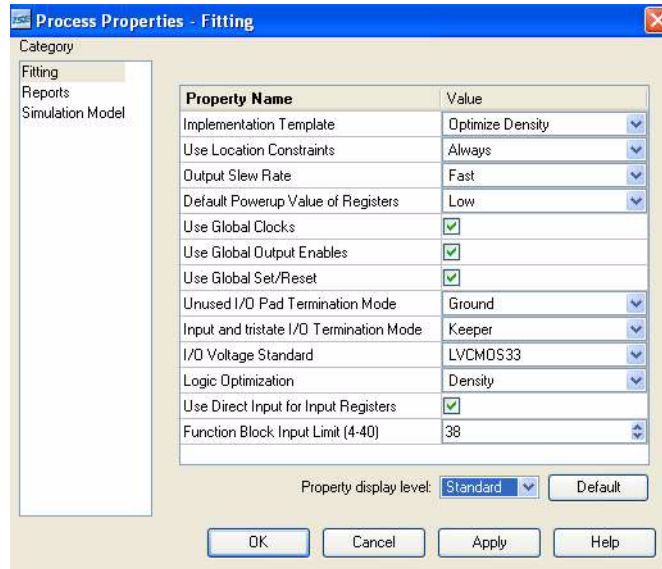 ISE Process Properties - Fitting
Category
Fitting
Reports
Simulation Model
Property Name Value
Implementation Template Optimize Density
Use Location Constraints Always
Output Slew Rate Fast
Default Powerup Value of Registers Low
Use Global Clocks
Use Global Output Enables
Use Global Set/Reset
Unused I/O Pad Termination Mode Ground
Input and tristate I/O Termination Mode Keeper
I/O Voltage Standard LVCMOS33
Logic Optimization Density
Use Direct Input for Input Registers
Function Block Input Limit (4-40) 38
Property display level: Standard Default
OK Cancel Apply Help